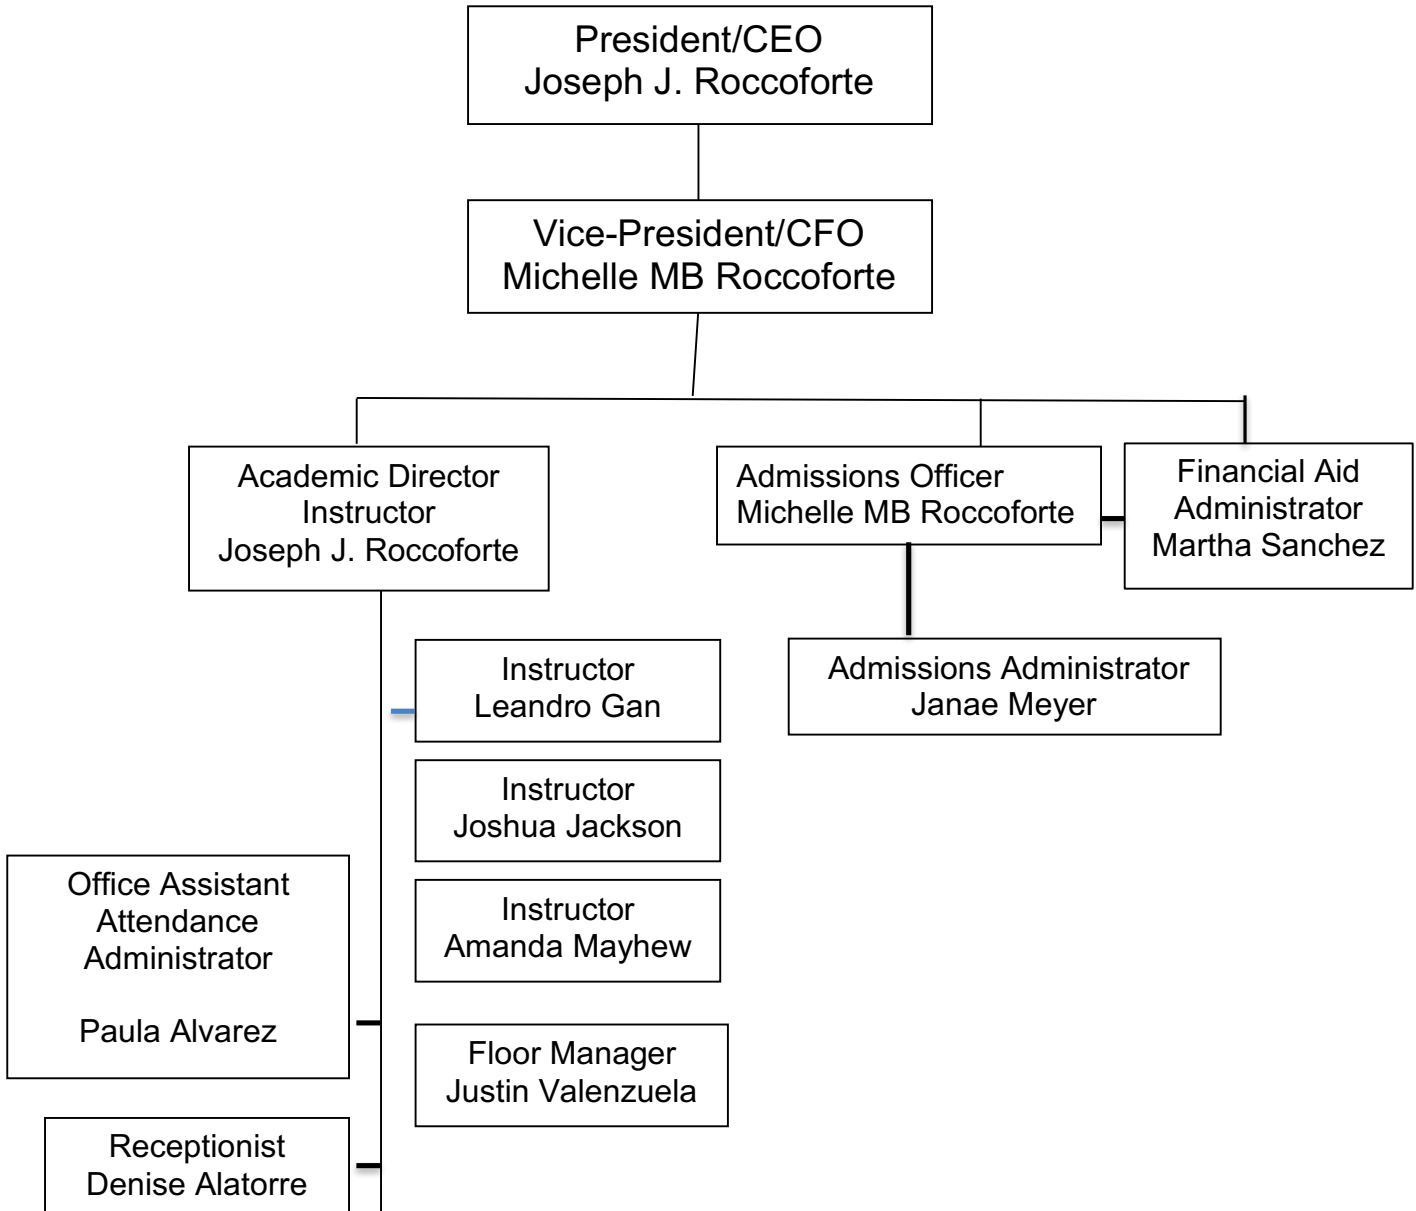 President/CEO
Joseph J. Roccoforte
Vice-President/CFO
Michelle MB Roccoforte
Academic Director
Instructor
Joseph J. Roccoforte
Admissions Officer
Michelle MB Roccoforte
Financial Aid
Administrator
Martha Sanchez
Instructor
Leandro Gan
Admissions Administrator
Janae Meyer
Instructor
Joshua Jackson
Office Assistant
Attendance
Administrator
Paula Alvarez
Instructor
Amanda Mayhew
Floor Manager
Justin Valenzuela
Receptionist
Denise Alatorre